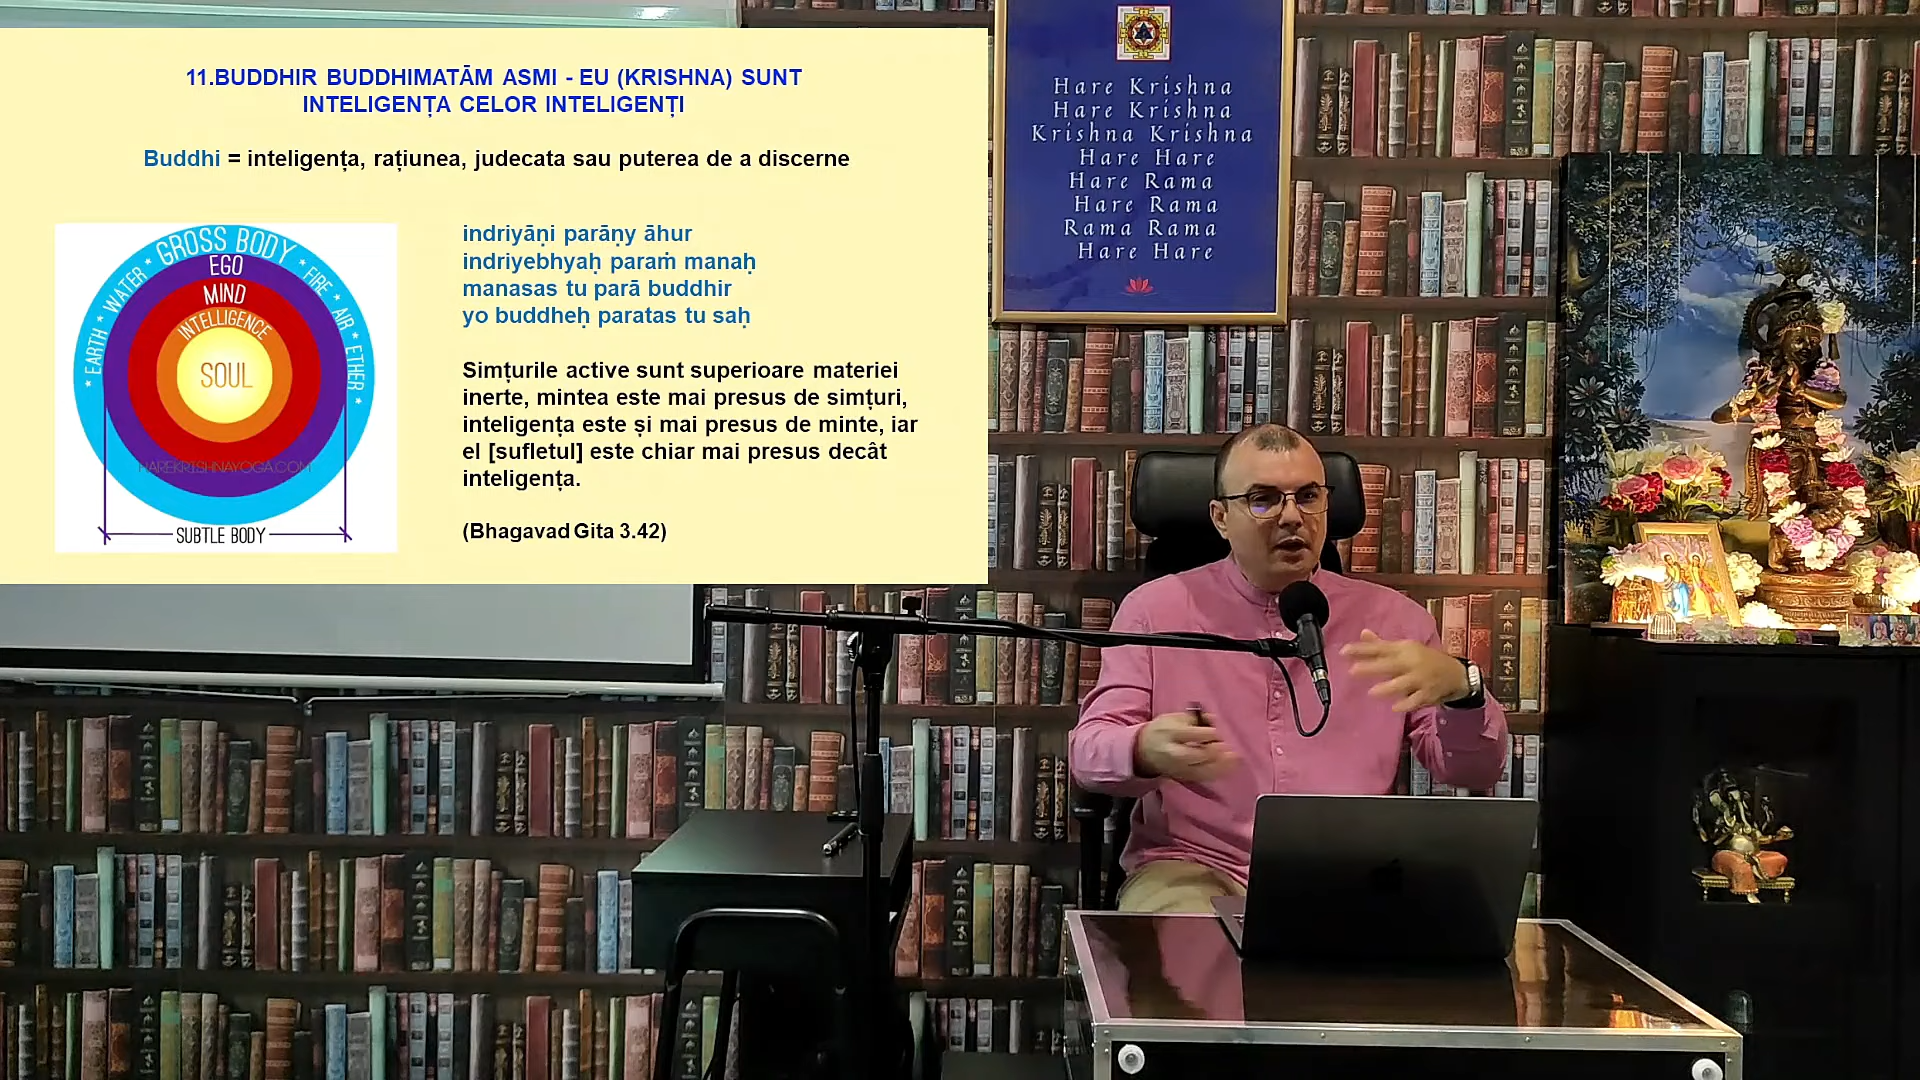 11.BUDDHIR BUDDHIMATĀM ASMI - EU (KRISHNA) SUNT
INTELIGENȚA CELOR INTELIGENȚI
Buddhi = inteligența, rațiunea, judecata sau puterea de a discerne
* EARTH * WATER * GROSS BODY * FIRE * AIR * ETHER *
EGO
MIND
INTELLIGENCE
SOUL
HAREKRISHNAYOGA.COM
SUBTLE BODY
indriyāṇi parāṇy āhur
indriyebhyaḥ paraṁ manaḥ
manasas tu parā buddhir
yo buddheḥ paratas tu saḥ
Simțurile active sunt superioare materiei
inerte, mintea este mai presus de simțuri,
inteligența este și mai presus de minte, iar
el [sufletul] este chiar mai presus decât
inteligența.
(Bhagavad Gita 3.42)
Hare Krishna
Hare Krishna
Krishna Krishna
Hare Hare
Hare Rama
Hare Rama
Rama Rama
Hare Hare